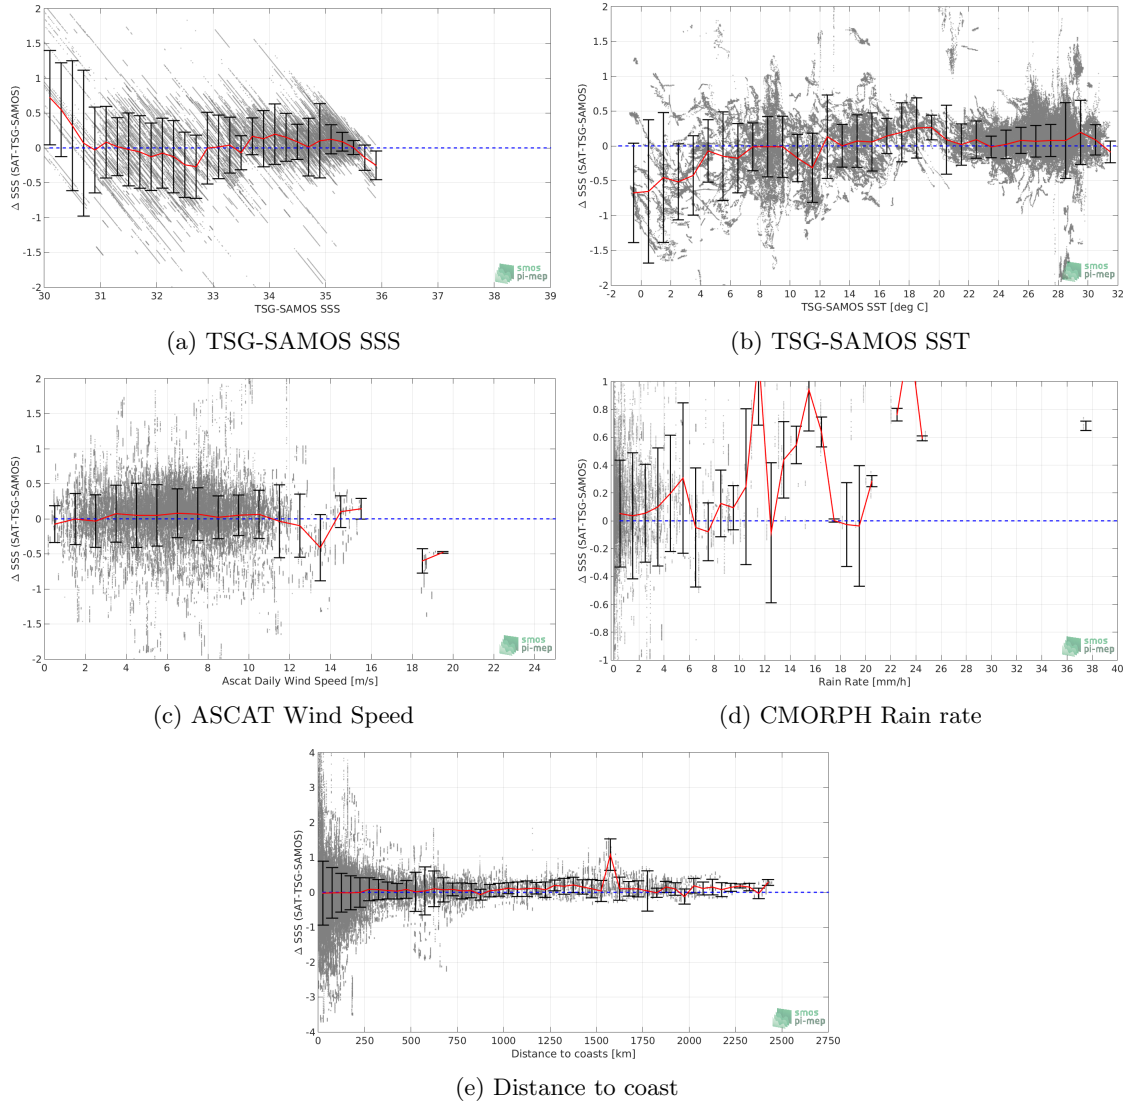 2
1.5
1
0.5
0
-0.5
-1
-1.5
-2
Δ SSS (SAT-TSG-SAMOS)
30 31 32 33 34 35 36 37 38 39
TSG-SAMOS SSS
smos
pi-mep
(a) TSG-SAMOS SSS
2
1.5
1
0.5
0
-0.5
-1
-1.5
-2
Δ SSS (SAT-TSG-SAMOS)
-2 0 2 4 6 8 10 12 14 16 18 20 22 24 26 28 30 32
TSG-SAMOS SST [deg C]
smos
pi-mep
(b) TSG-SAMOS SST
2
1.5
1
0.5
0
-0.5
-1
-1.5
-2
Δ SSS (SAT-TSG-SAMOS)
0 2 4 6 8 10 12 14 16 18 20 22 24
Ascat Daily Wind Speed [m/s]
smos
pi-mep
(c) ASCAT Wind Speed
1
0.8
0.6
0.4
0.2
0
-0.2
-0.4
-0.6
-0.8
-1
Δ SSS (SAT-TSG-SAMOS)
0 2 4 6 8 10 12 14 16 18 20 22 24 26 28 30 32 34 36 38 40
Rain Rate [mm/h]
smos
pi-mep
(d) CMORPH Rain rate
4
3
2
1
0
-1
-2
-3
-4
Δ SSS (SAT-TSG-SAMOS)
0 250 500 750 1000 1250 1500 1750 2000 2250 2500 2750
Distance to coasts [km]
smos
pi-mep
(e) Distance to coast